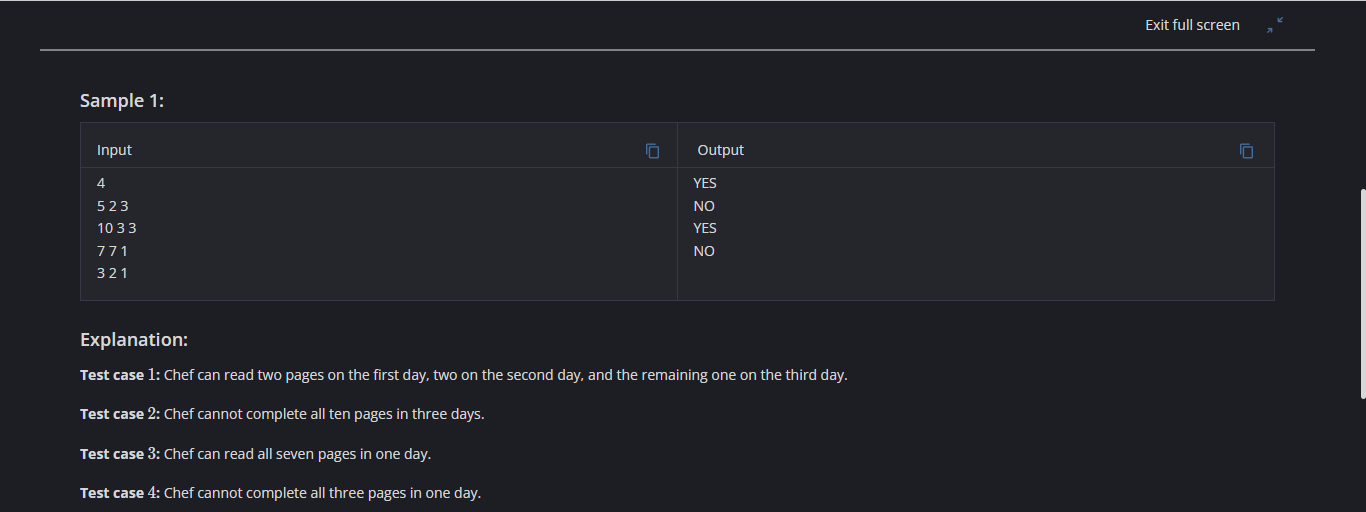 Exit full screen
Sample 1:
Input
Output
4
5 2 3
10 3 3
7 7 1
3 2 1
YES
NO
YES
NO
Explanation:
Test case 1: Chef can read two pages on the first day, two on the second day, and the remaining one on the third day.
Test case 2: Chef cannot complete all ten pages in three days.
Test case 3: Chef can read all seven pages in one day.
Test case 4: Chef cannot complete all three pages in one day.